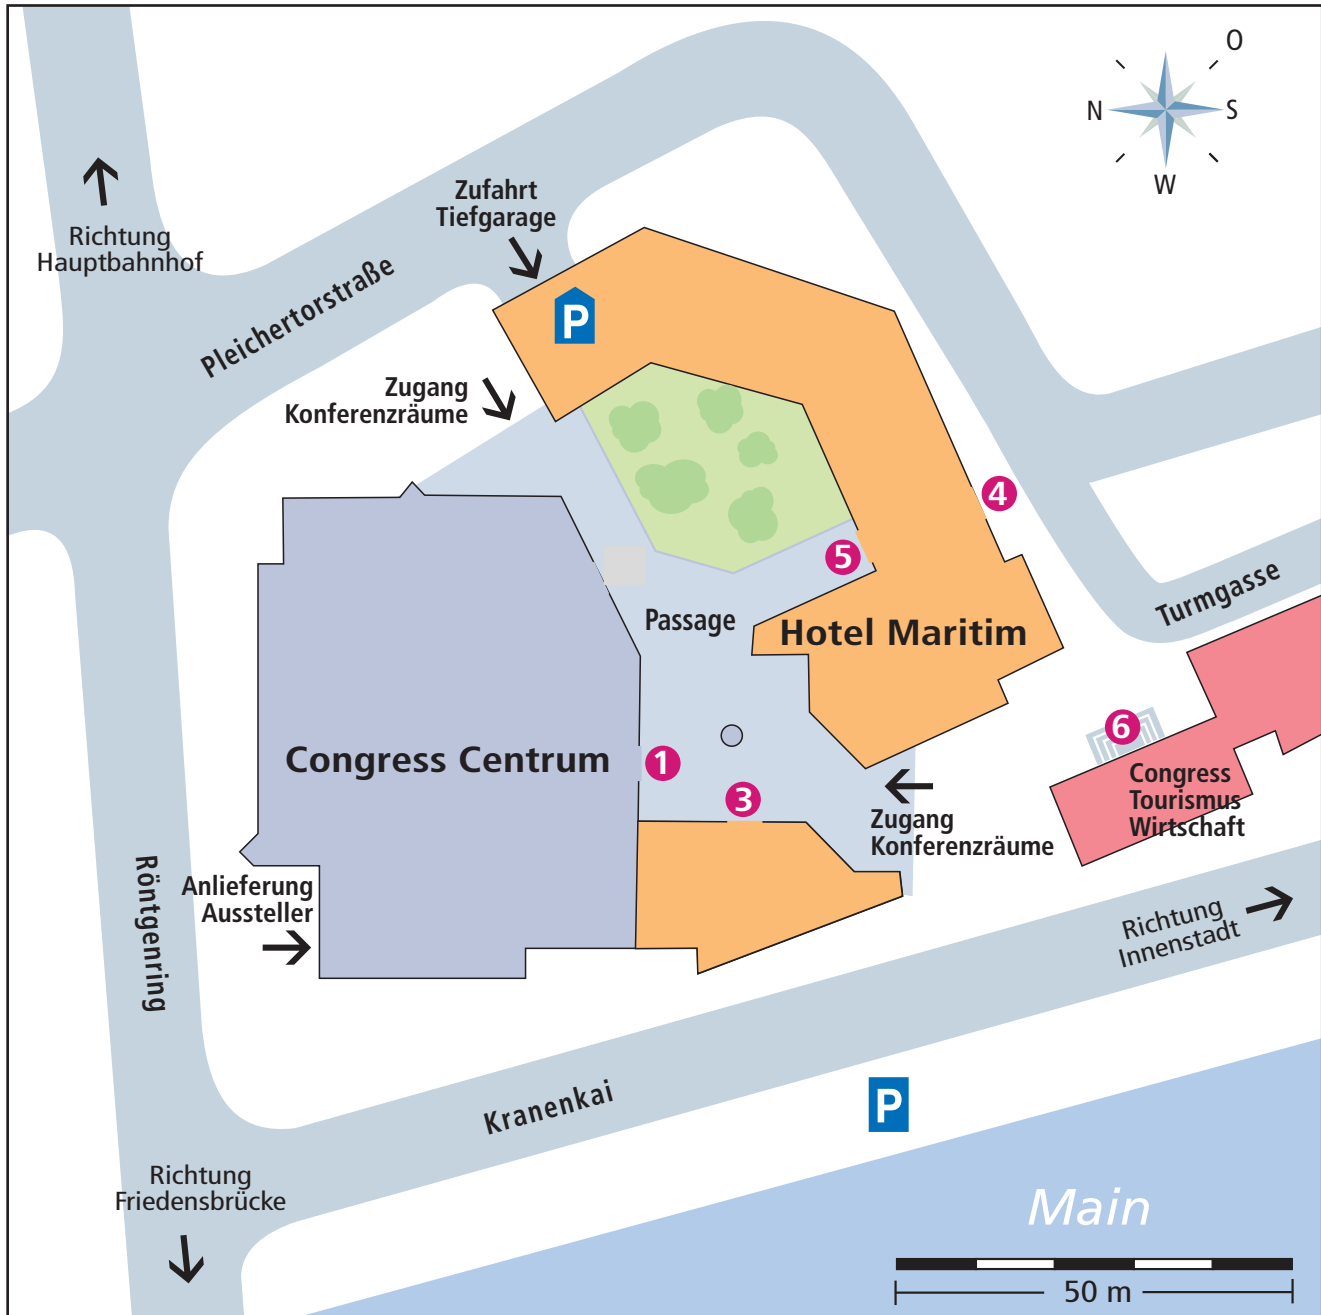 O
N
S
W
Richtung
Hauptbahnhof
Zufahrt
Tiefgarage
P
Pleichertorstraße
Zugang
Konferenzräume
4
5
Passage
Hotel Maritim
Turmgasse
Congress Centrum
1
3
6
Congress
Tourismus
Wirtschaft
Zugang
Konferenzräume
Röntgenring
Anlieferung
Aussteller
Richtung
Innenstadt
Kranenkai
P
Richtung
Friedensbrücke
Main
50 m